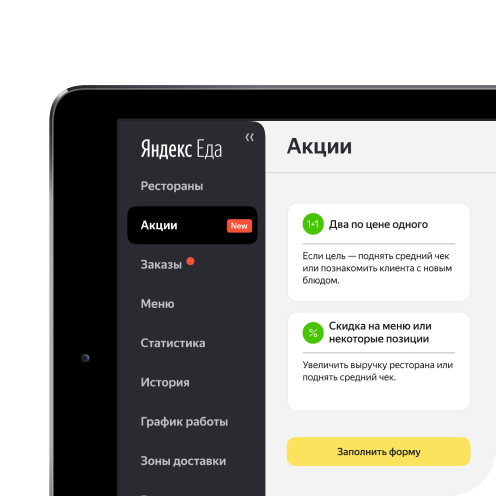 Яндекс Еда
Рестораны
Акции
New
Заказы
Меню
Статистика
История
График работы
Зоны доставки
Акции
1+1
Два по цене одного
Если цель — поднять средний чек
или познакомить клиента с новым
блюдом.
%
Скидка на меню или
некоторые позиции
Увеличить выручку ресторана или
поднять средний чек.
Заполнить форму